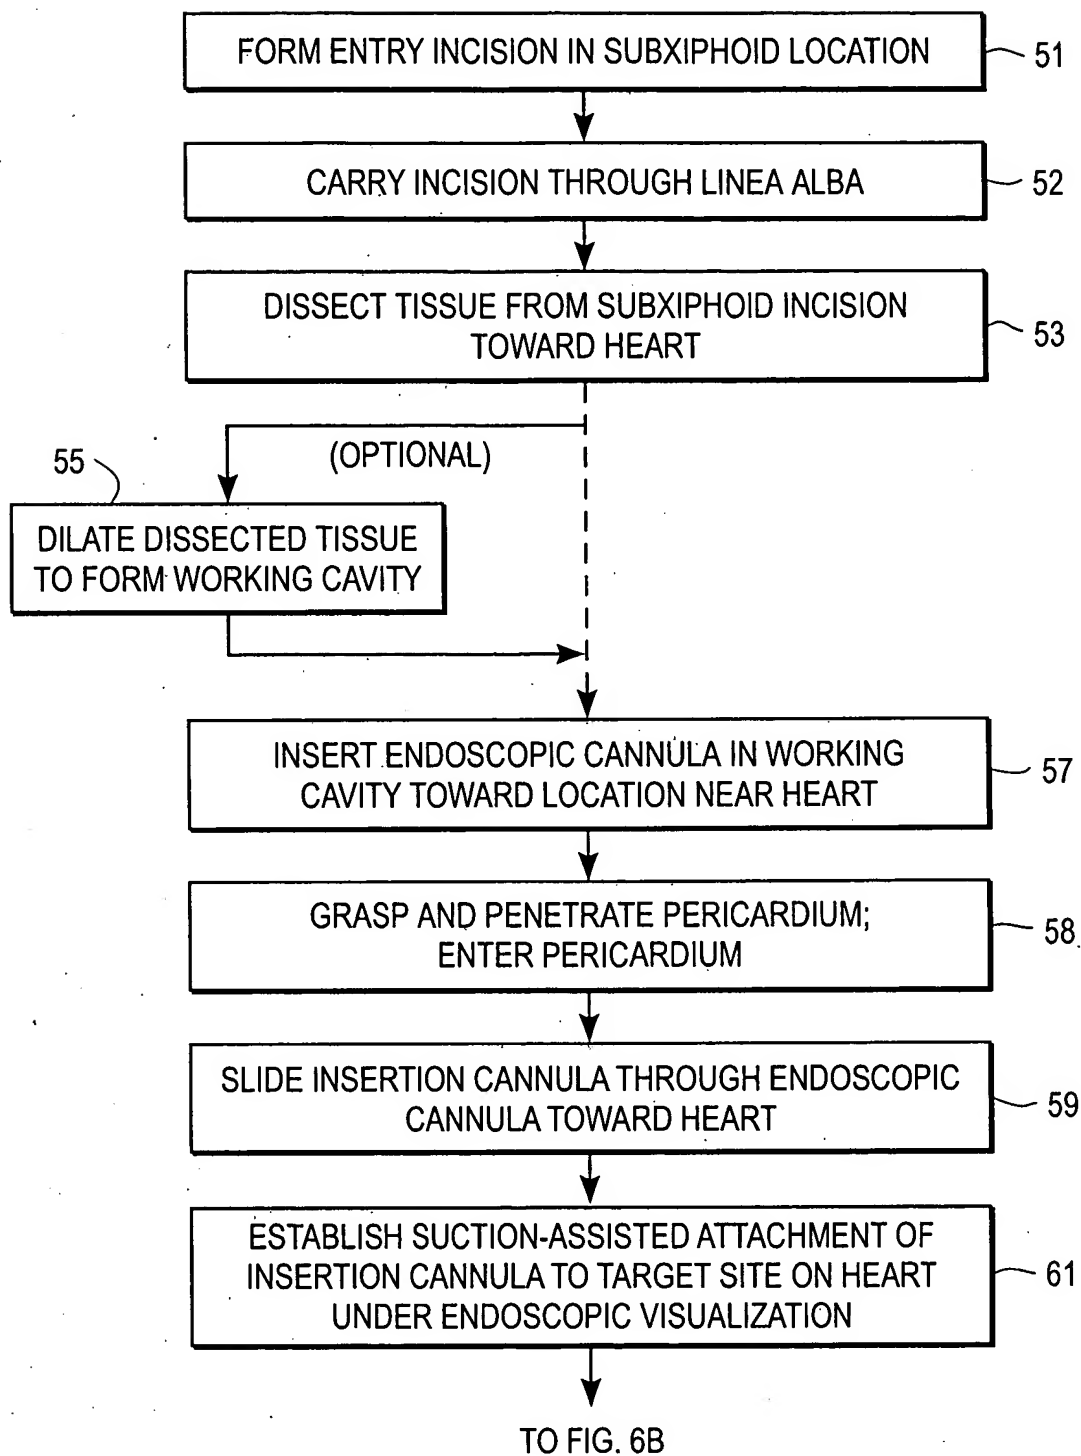 FORM ENTRY INCISION IN SUBXIPHOID LOCATION
51
CARRY INCISION THROUGH LINEA ALBA
52
DISSECT TISSUE FROM SUBXIPHOID INCISION
TOWARD HEART
53
(OPTIONAL)
55
DILATE DISSECTED TISSUE
TO FORM WORKING CAVITY
INSERT ENDOSCOPIC CANNULA IN WORKING
CAVITY TOWARD LOCATION NEAR HEART
57
GRASP AND PENETRATE PERICARDIUM;
ENTER PERICARDIUM
58
SLIDE INSERTION CANNULA THROUGH ENDOSCOPIC
CANNULA TOWARD HEART
59
ESTABLISH SUCTION-ASSISTED ATTACHMENT OF
INSERTION CANNULA TO TARGET SITE ON HEART
UNDER ENDOSCOPIC VISUALIZATION
61
TO FIG. 6B